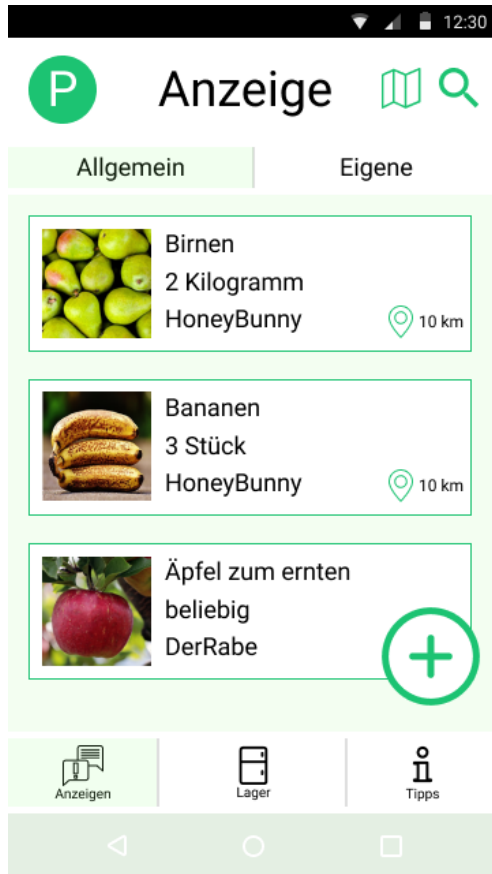 12:30
P
Anzeige
Allgemein
Eigene
Birnen
2 Kilogramm
HoneyBunny
10 km
Bananen
3 Stück
HoneyBunny
10 km
Äpfel zum ernten
beliebig
DerRabe
Anzeigen
Lager
Tipps